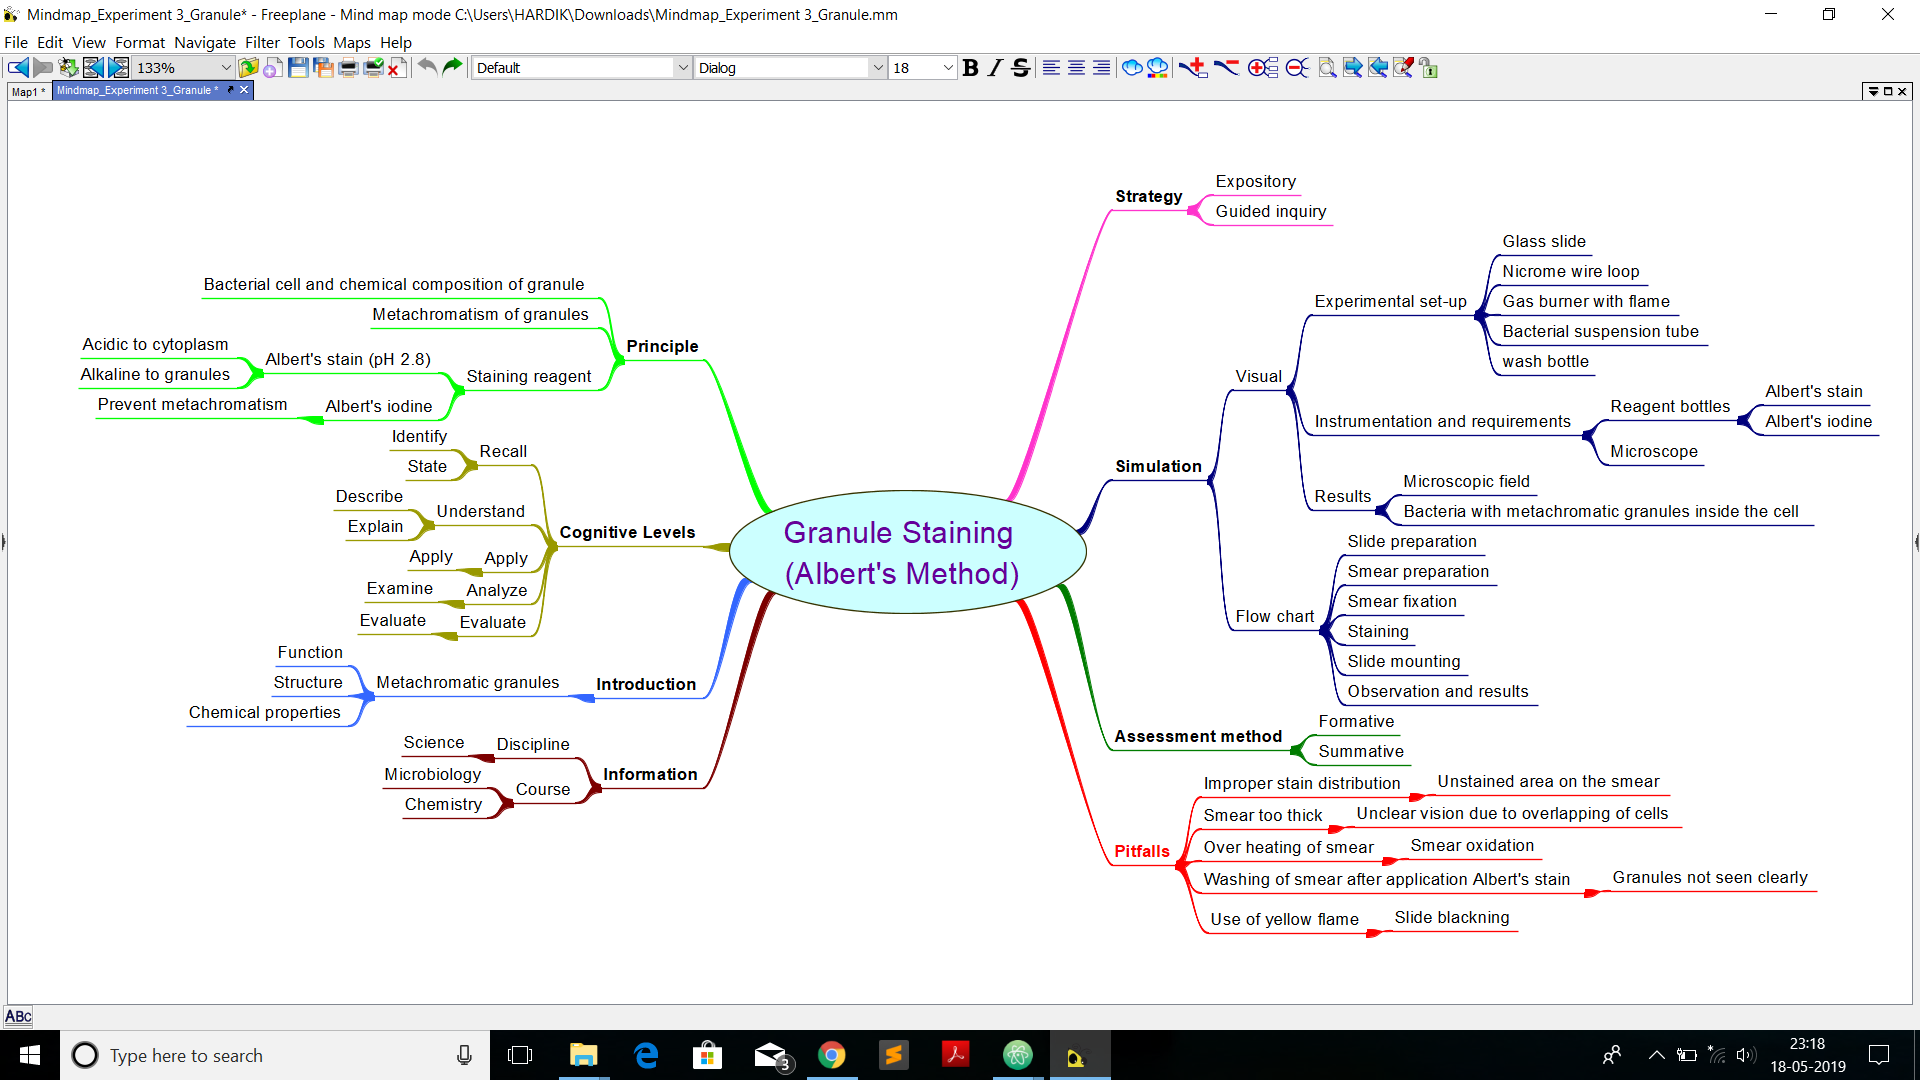 Mindmap_Experiment 3_Granule* - Freeplane - Mind map mode C:\Users\HARDIK\Downloads\Mindmap_Experiment 3_Granule.mm
File Edit View Format Navigate Filter Tools Maps Help
133% Default Dialog 18 B I S
Map1 * Mindmap_Experiment 3_Granule *
Granule Staining
(Albert's Method)
Strategy
Expository
Guided inquiry
Simulation
Visual
Experimental set-up
Glass slide
Nicrome wire loop
Gas burner with flame
Bacterial suspension tube
wash bottle
Instrumentation and requirements
Reagent bottles
Albert's stain
Albert's iodine
Microscope
Results
Microscopic field
Bacteria with metachromatic granules inside the cell
Flow chart
Slide preparation
Smear preparation
Smear fixation
Staining
Slide mounting
Observation and results
Assessment method
Formative
Summative
Pitfalls
Improper stain distribution
Unstained area on the smear
Smear too thick
Unclear vision due to overlapping of cells
Over heating of smear
Smear oxidation
Washing of smear after application Albert's stain
Granules not seen clearly
Use of yellow flame
Slide blackning
Principle
Bacterial cell and chemical composition of granule
Metachromatism of granules
Staining reagent
Albert's stain (pH 2.8)
Acidic to cytoplasm
Alkaline to granules
Albert's iodine
Prevent metachromatism
Cognitive Levels
Recall
Identify
State
Understand
Describe
Explain
Apply
Apply
Analyze
Examine
Evaluate
Evaluate
Introduction
Metachromatic granules
Function
Structure
Chemical properties
Information
Discipline
Science
Course
Microbiology
Chemistry
ABC
Type here to search
3
23:18
18-05-2019